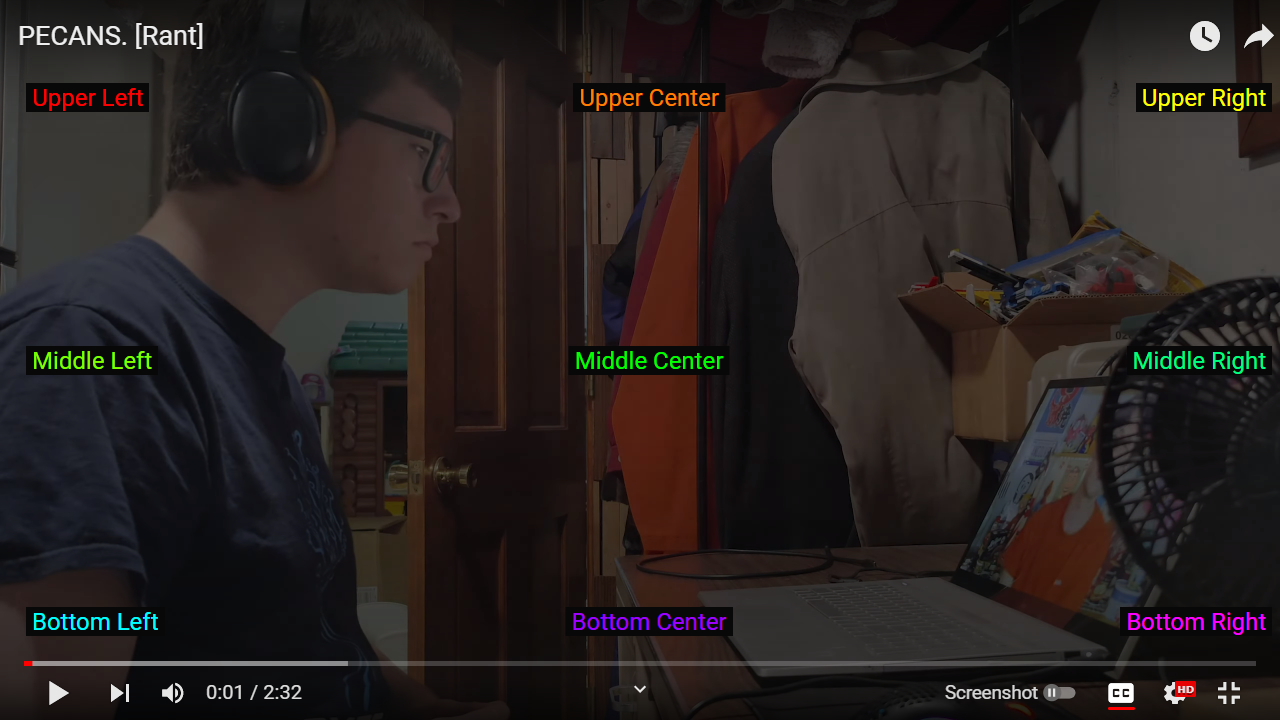 PECANS. [Rant]
Upper Left
Upper Center
Upper Right
Middle Left
Middle Center
Middle Right
Bottom Left
Bottom Center
Bottom Right
0:01 / 2:32
Screenshot
CC
HD